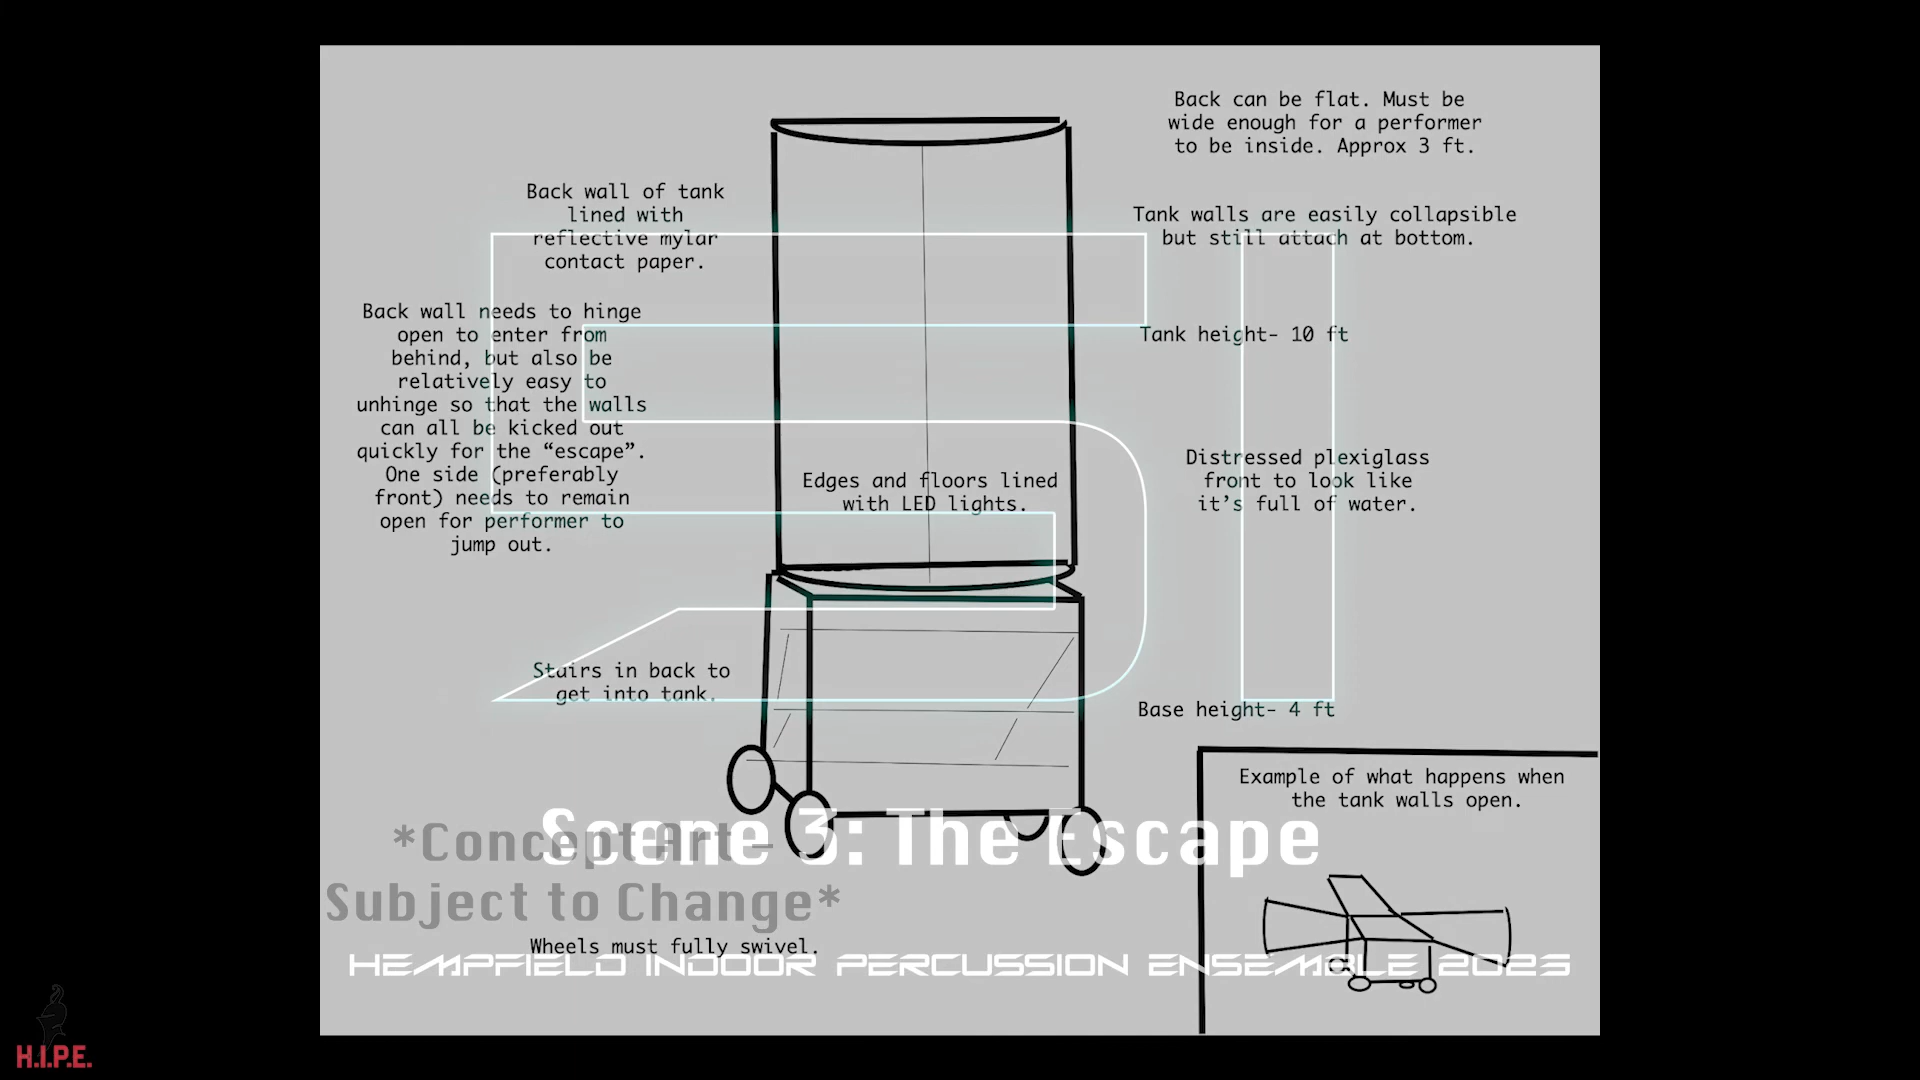 Back can be flat. Must be
wide enough for a performer
to be inside. Approx 3 ft.
Back wall of tank
lined with
reflective mylar
contact paper.
Tank walls are easily collapsible
but still attach at bottom.
Back wall needs to hinge
open to enter from
behind, but also be
relatively easy to
unhinge so that the walls
can all be kicked out
quickly for the “escape”.
One side (preferably
front) needs to remain
open for performer to
jump out.
Tank height- 10 ft
Edges and floors lined
with LED lights.
Distressed plexiglass
front to look like
it’s full of water.
51
Stairs in back to
get into tank.
Base height- 4 ft
Example of what happens when
the tank walls open.
Scene 3: The Escape
*Concept Art -
Subject to Change*
Wheels must fully swivel.
HEMPFIELD INDOOR PERCUSSION ENSEMBLE 2023
H.I.P.E.